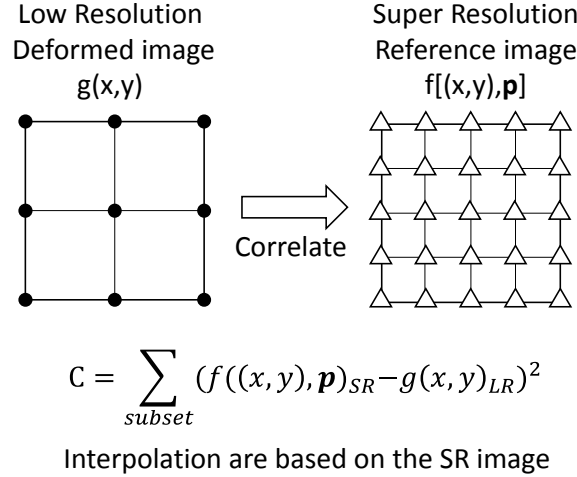 Low Resolution
Deformed image
g(x,y)
Super Resolution
Reference image
f[(x,y),p]
Correlate
C = ∑ (f((x, y), p)_{SR}−g(x, y)_{LR})^2
subset
Interpolation are based on the SR image